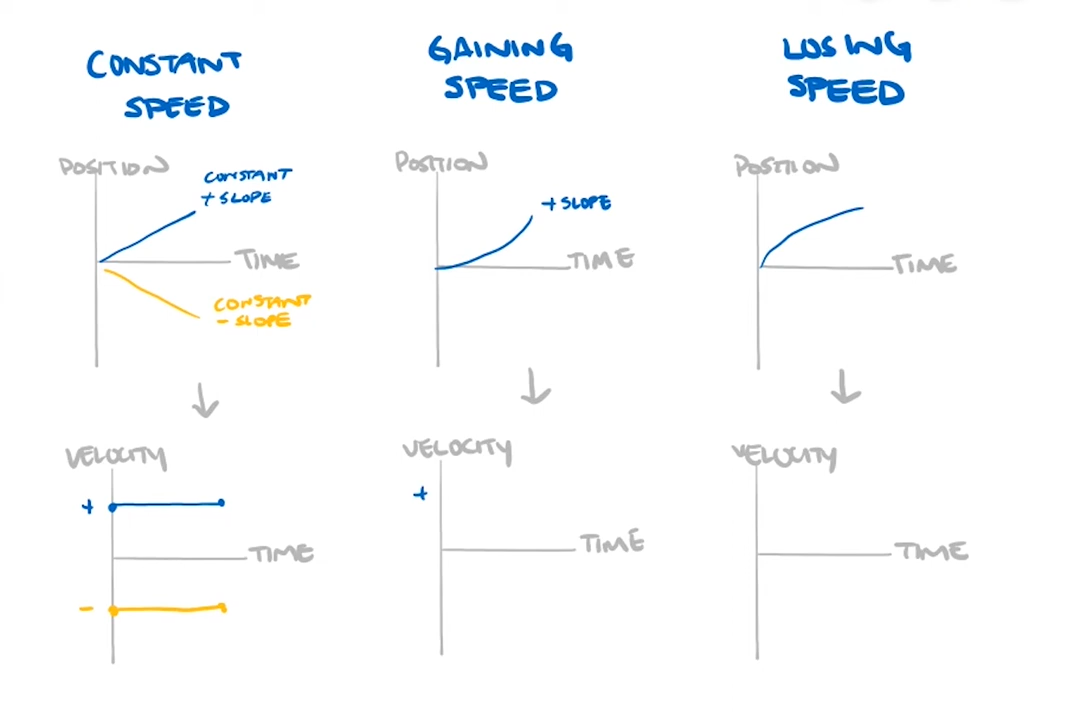 CONSTANT
SPEED
GAINING
SPEED
LOSING
SPEED
POSITION
CONSTANT
+ SLOPE
TIME
CONSTANT
- SLOPE
POSITION
+ SLOPE
TIME
POSITION
TIME
VELOCITY
+
TIME
-
VELOCITY
+
TIME
VELOCITY
TIME